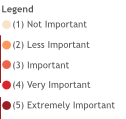 Legend
(1) Not Important
(2) Less Important
(3) Important
(4) Very Important
(5) Extremely Important